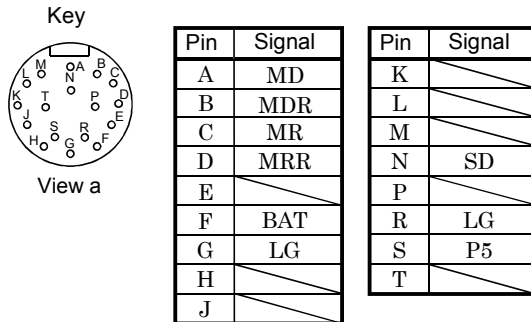 Key
A
B
C
D
E
F
G
H
J
K
L
M
N
P
R
S
T
View a
Pin Signal
A MD
B MDR
C MR
D MRR
E
F BAT
G LG
H
J
Pin Signal
K
L
M
N SD
P
R LG
S P5
T